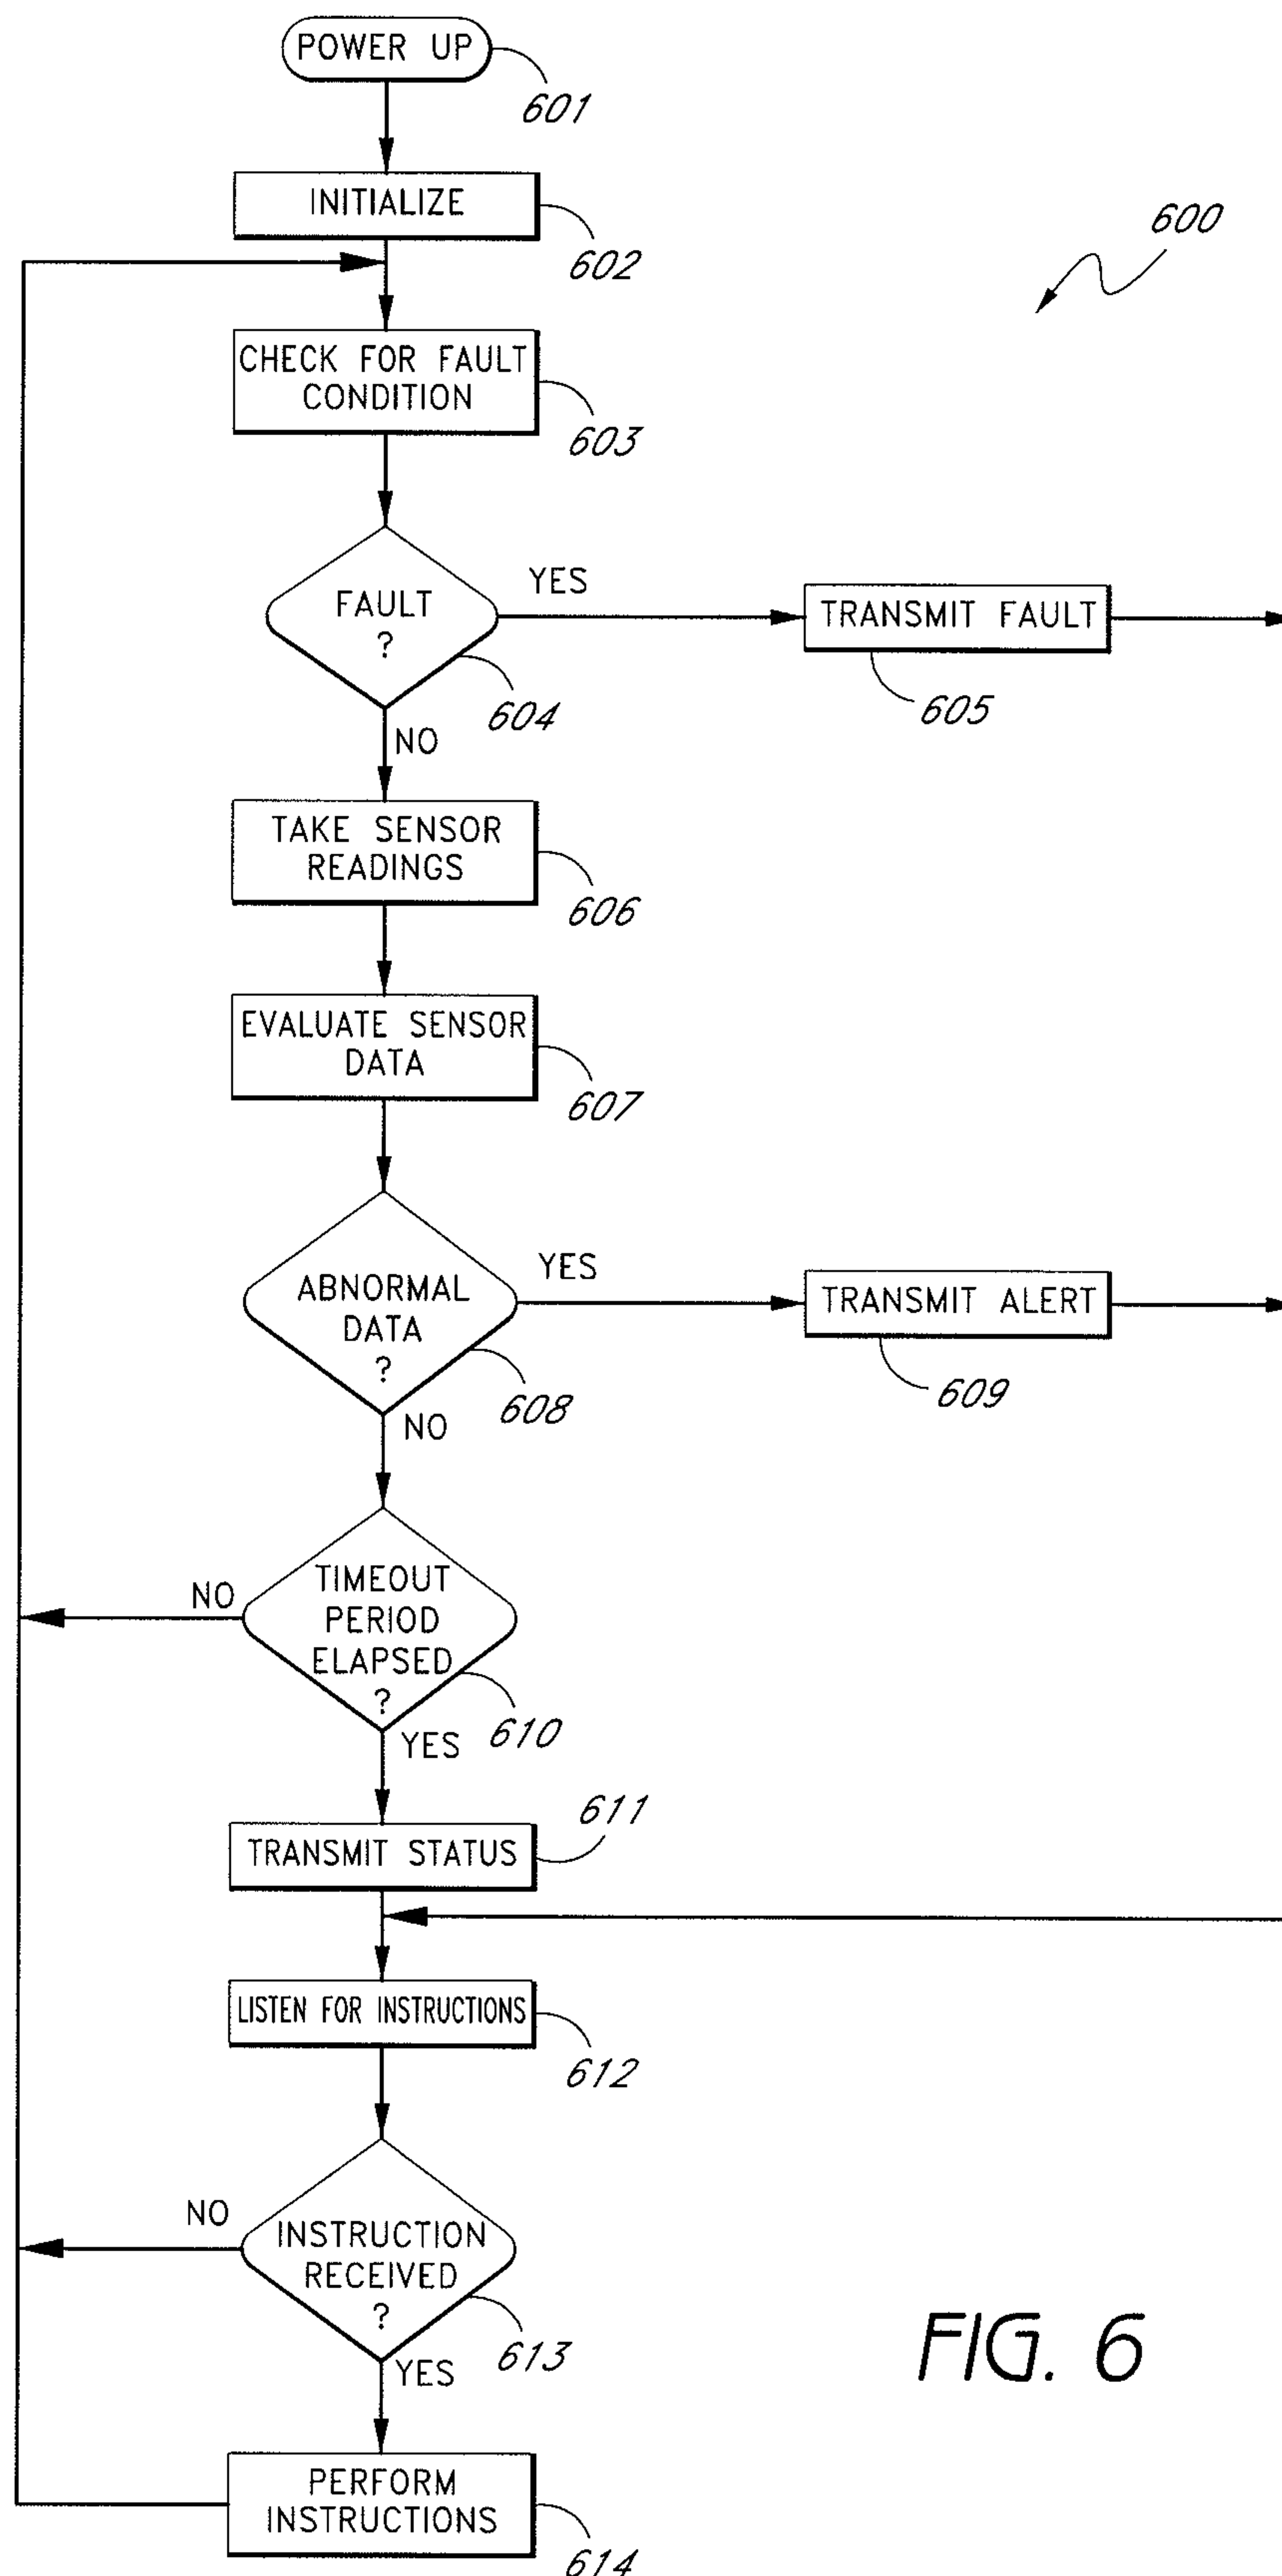 POWER UP
601
INITIALIZE
602
600
CHECK FOR FAULT
CONDITION
603
FAULT
?
604
YES
TRANSMIT FAULT
605
NO
TAKE SENSOR
READINGS
606
EVALUATE SENSOR
DATA
607
ABNORMAL
DATA
?
608
YES
TRANSMIT ALERT
609
NO
TIMEOUT
PERIOD
ELAPSED
?
610
NO
YES
611
TRANSMIT STATUS
LISTEN FOR INSTRUCTIONS
612
INSTRUCTION
RECEIVED
?
613
NO
YES
PERFORM
INSTRUCTIONS
614
FIG. 6